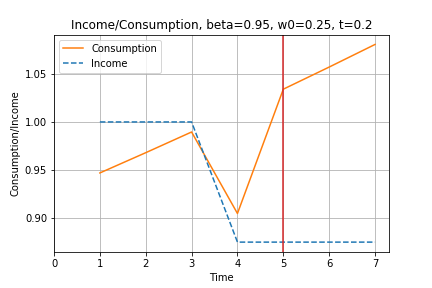 Income/Consumption, beta=0.95, w0=0.25, t=0.2
Consumption
Income
Consumption/Income
1.05
1.00
0.95
0.90
0 1 2 3 4 5 6 7
Time